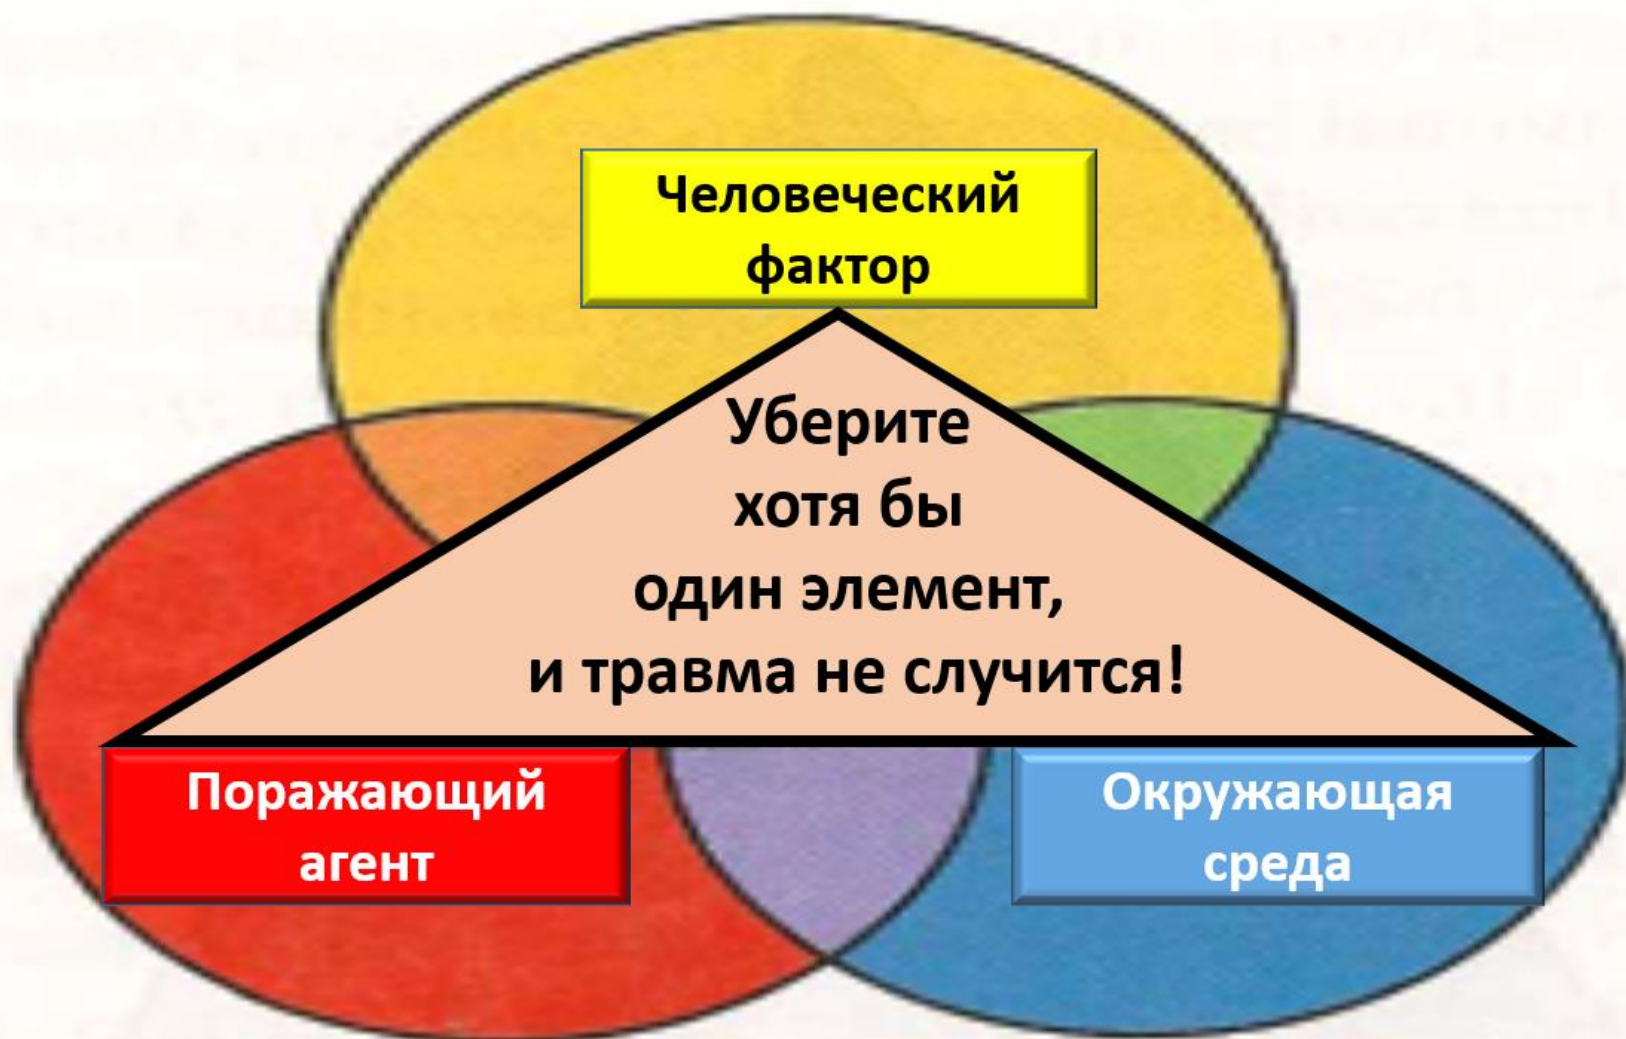 Человеческий
фактор
Уберите
хотя бы
один элемент,
и травма не случится!
Поражающий
агент
Окружающая
среда